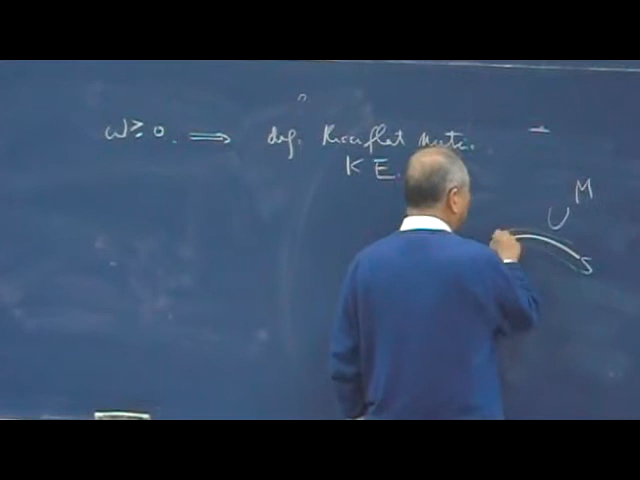 ω ≥ 0. ⟹ def. Ricci flat metric.
K E.
M
∪
S